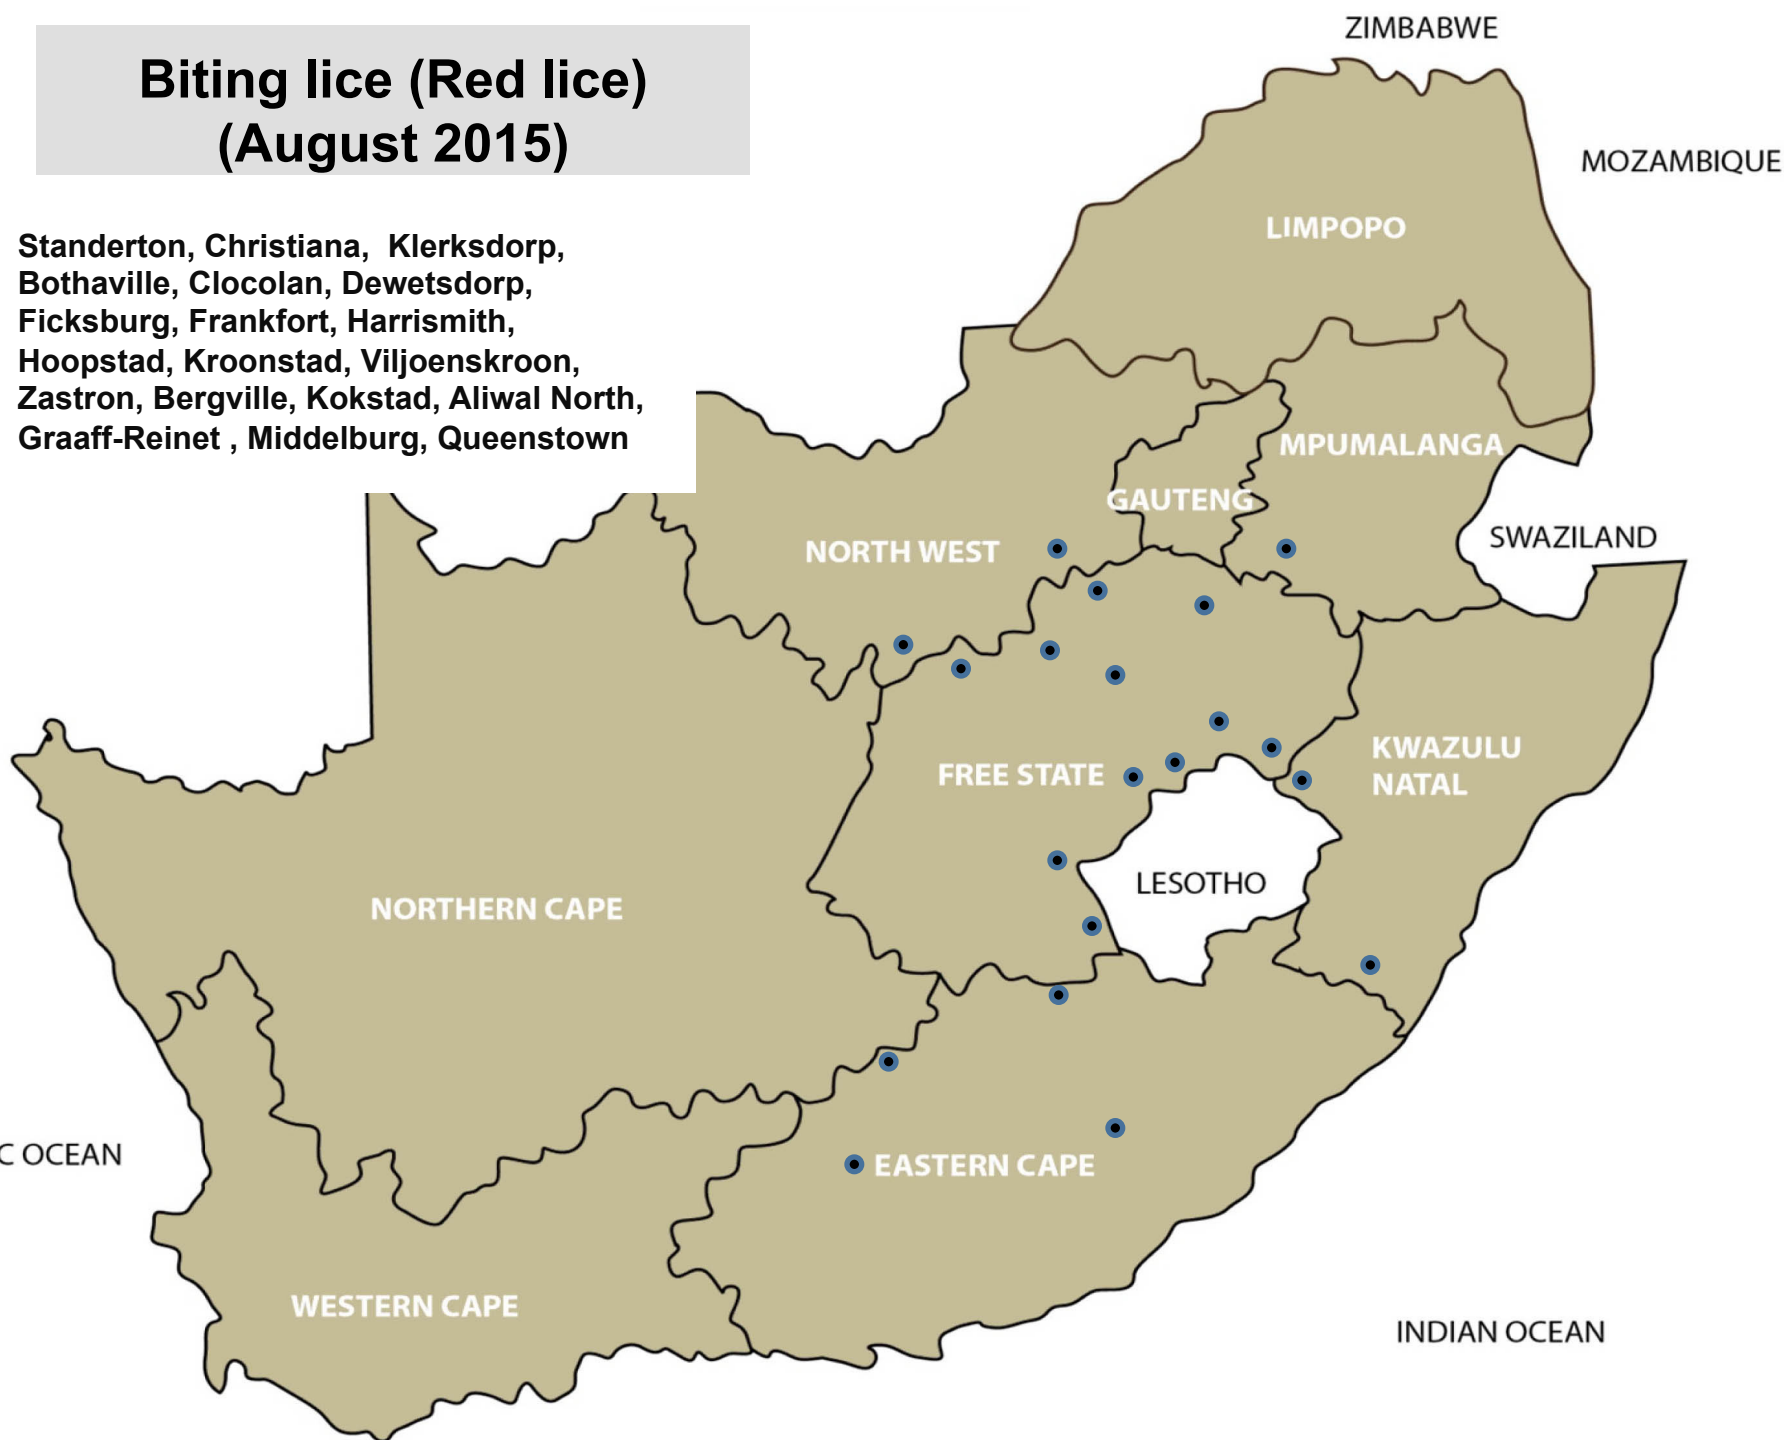 Biting lice (Red lice)
(August 2015)
Standerton, Christiana, Klerksdorp,
Bothaville, Clocolan, Dewetsdorp,
Ficksburg, Frankfort, Harrismith,
Hoopstad, Kroonstad, Viljoenskroon,
Zastron, Bergville, Kokstad, Aliwal North,
Graaff-Reinet , Middelburg, Queenstown
ZIMBABWE
MOZAMBIQUE
LIMPOPO
MPUMALANGA
GAUTENG
NORTH WEST
SWAZILAND
KWAZULU
NATAL
FREE STATE
LESOTHO
NORTHERN CAPE
C OCEAN
EASTERN CAPE
WESTERN CAPE
INDIAN OCEAN